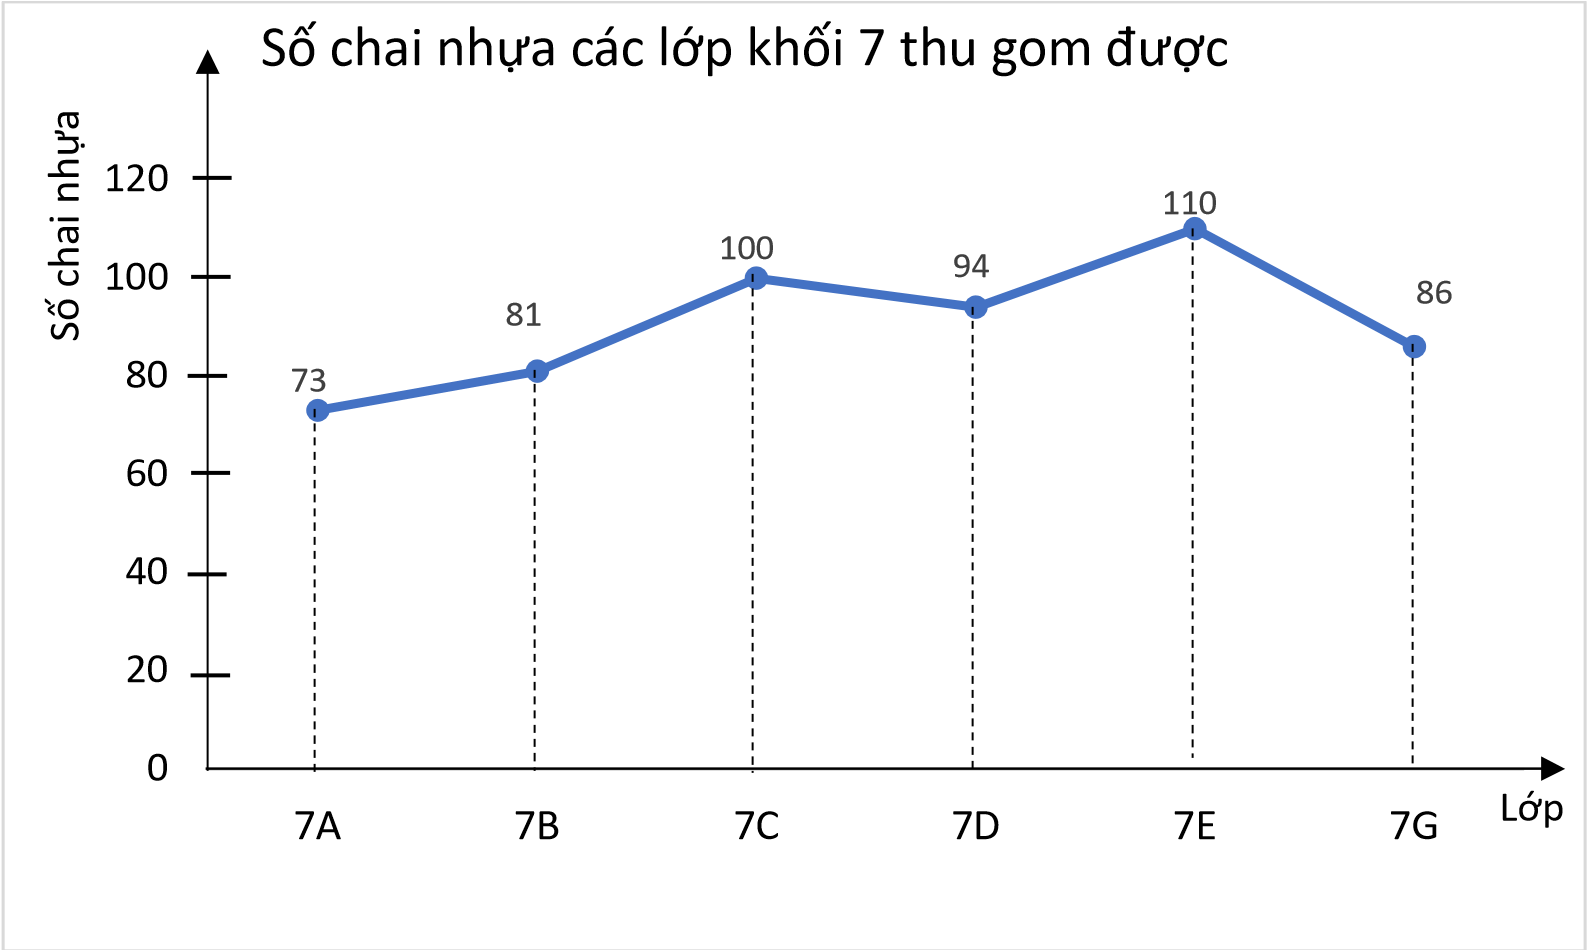 Số chai nhựa các lớp khối 7 thu gom được
Số chai nhựa
120
100
80
60
40
20
0
73
81
100
94
110
86
7A
7B
7C
7D
7E
7G
Lớp